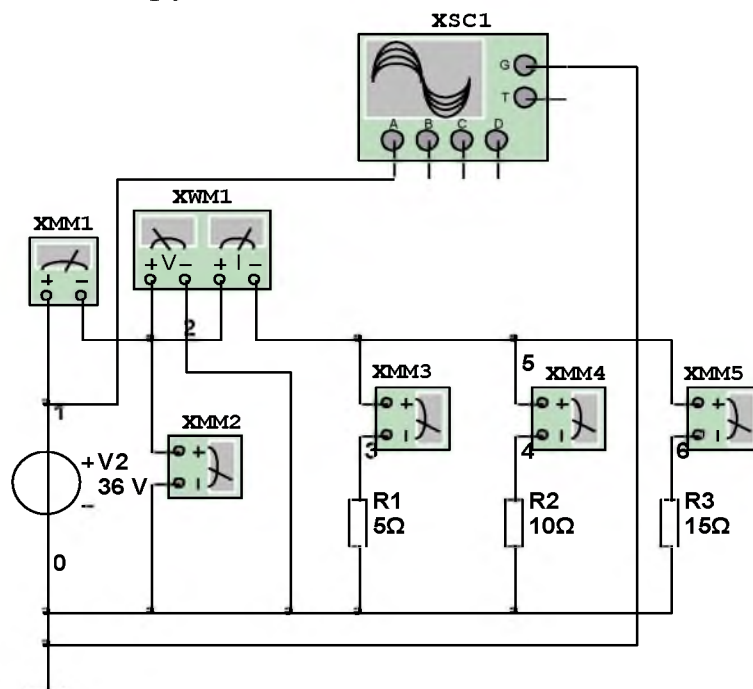 XSC1
G
T
A B C D
XWM1
XMM1
+ V - + I -
+ -
2
5
XMM3
XMM4
XMM5
1
XMM2
+
+
+
3
4
6
+
+ V2
36 V
-
R1
5Ω
R2
10Ω
R3
15Ω
0